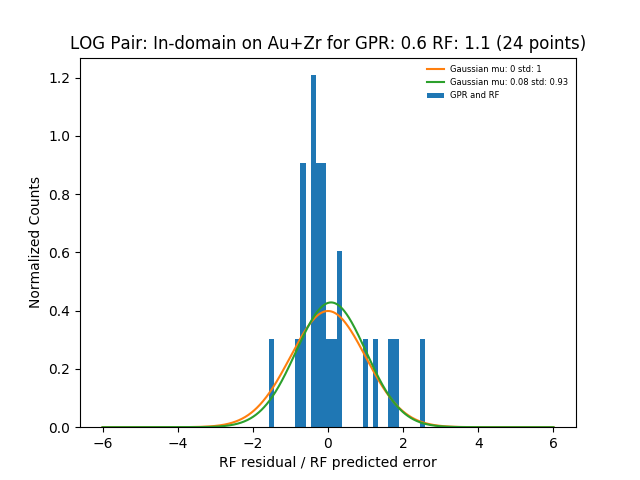 LOG Pair: In-domain on Au+Zr for GPR: 0.6 RF: 1.1 (24 points)
Gaussian mu: 0 std: 1
Gaussian mu: 0.08 std: 0.93
GPR and RF
Normalized Counts
1.2
1.0
0.8
0.6
0.4
0.2
0.0
−6 −4 −2 0 2 4 6
RF residual / RF predicted error